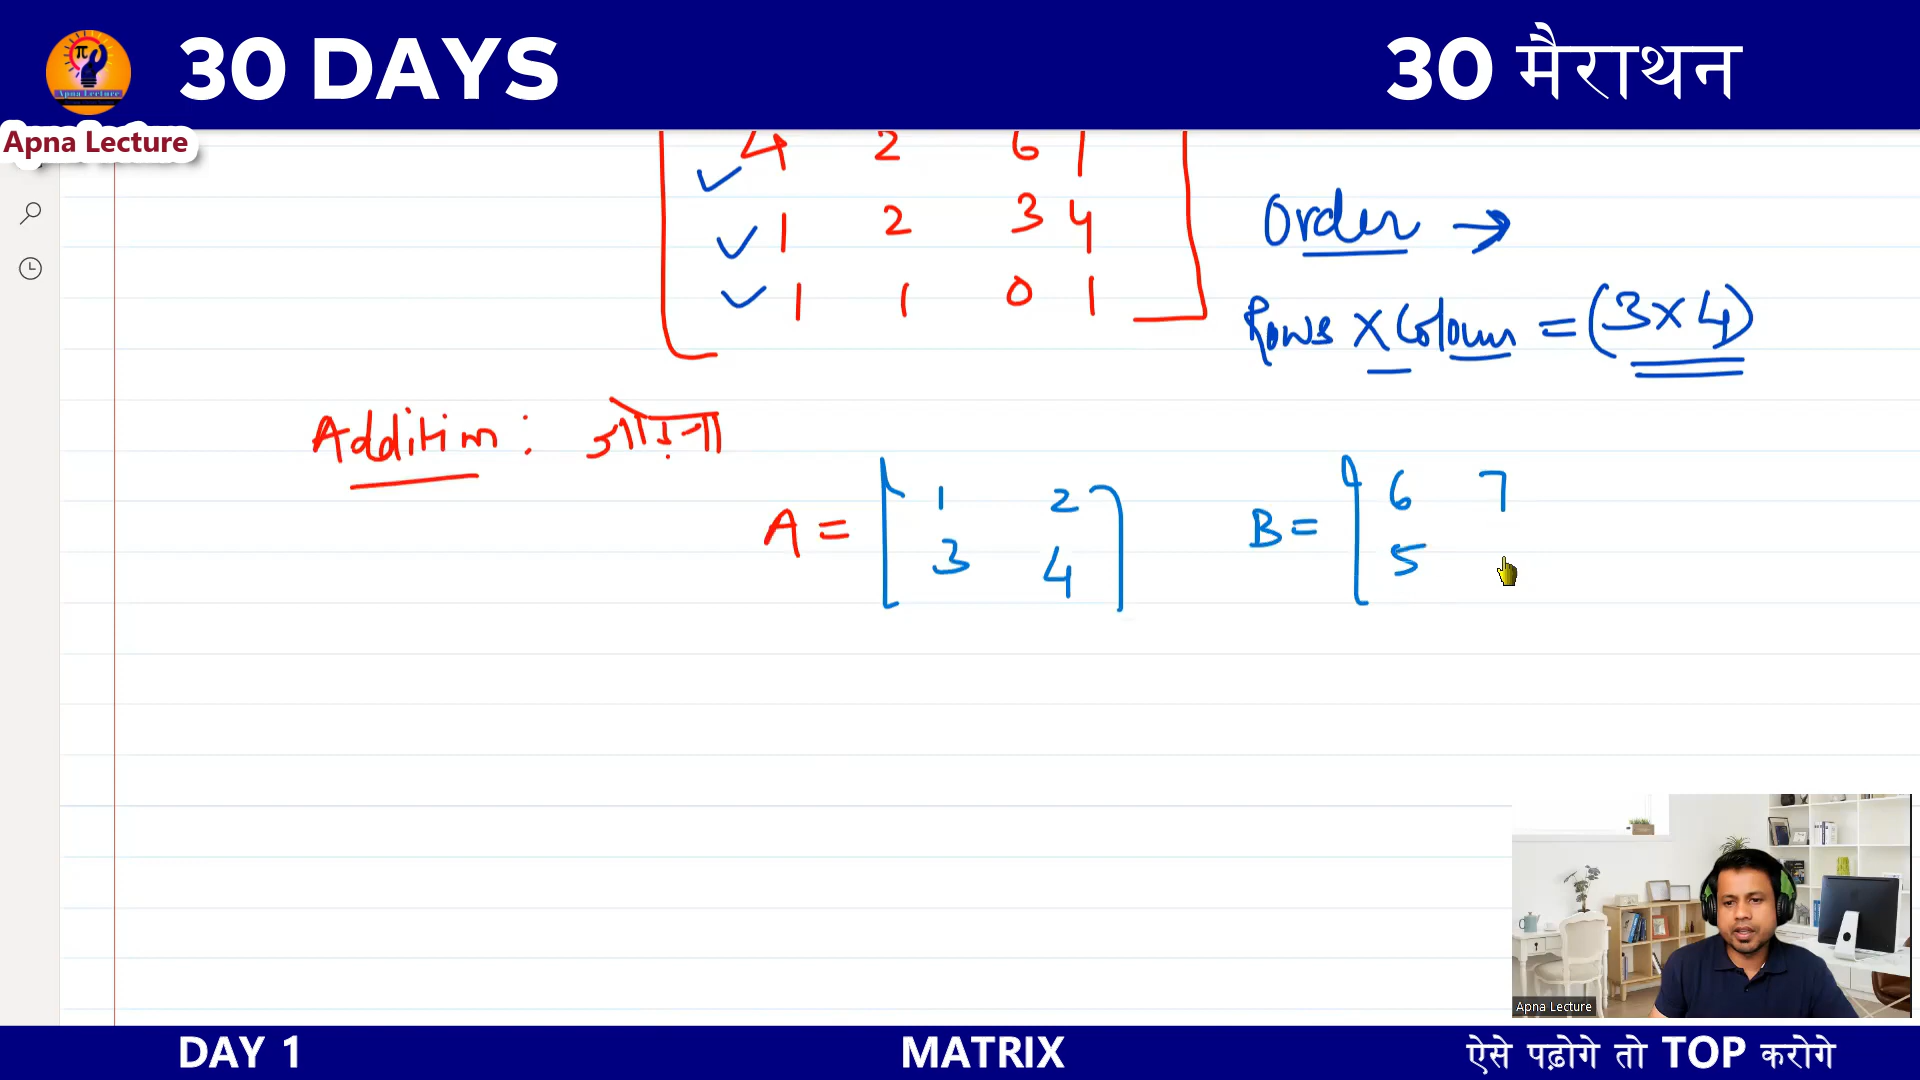 30 DAYS
30 मैराथन
Apna Lecture
4 2 6 1
1 2 3 4
1 1 0 1
Order →
Rows X Coloum = (3X4)
Addition : जोड़ना
A = [ 1 2
3 4 ]
B = [ 6 7
5
Apna Lecture
DAY 1
MATRIX
ऐसे पढ़ोगे तो TOP करोगे